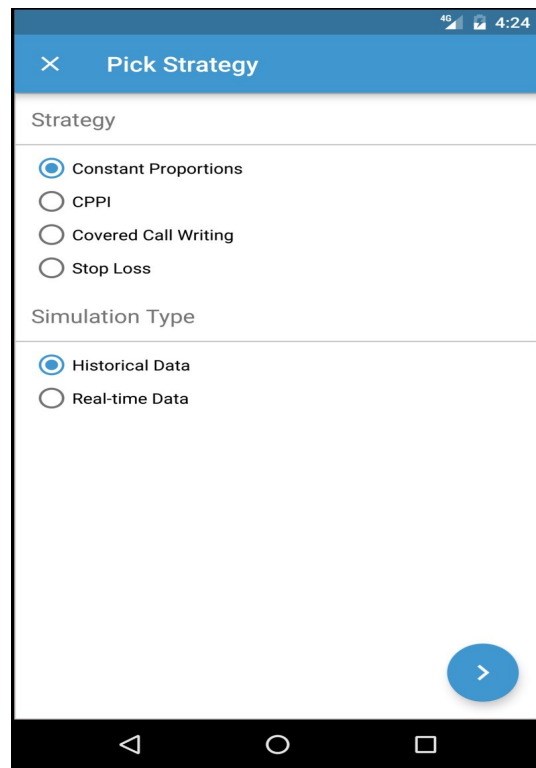 4G 4:24
Pick Strategy
Strategy
Constant Proportions
CPPI
Covered Call Writing
Stop Loss
Simulation Type
Historical Data
Real-time Data